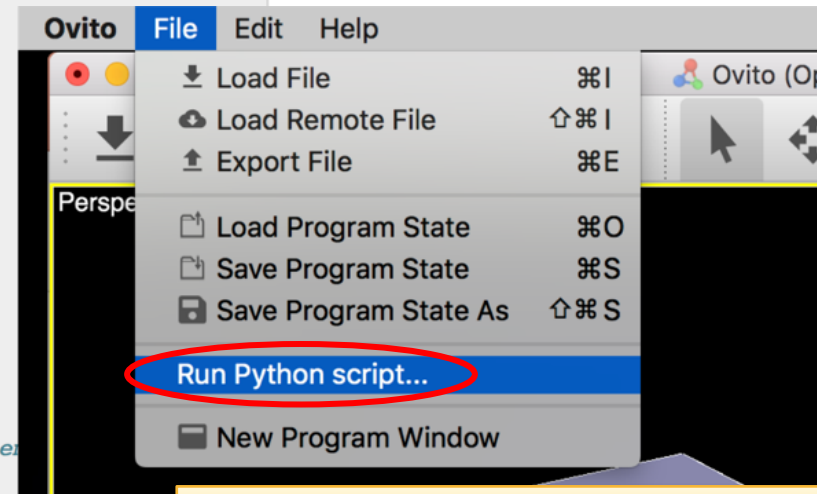 Ovito File Edit Help
Load File ⌘I
Ovito (Op
Load Remote File ⇧⌘I
Export File ⌘E
Perspe
Load Program State ⌘O
Save Program State ⌘S
Save Program State As ⇧⌘S
Run Python script...
New Program Window